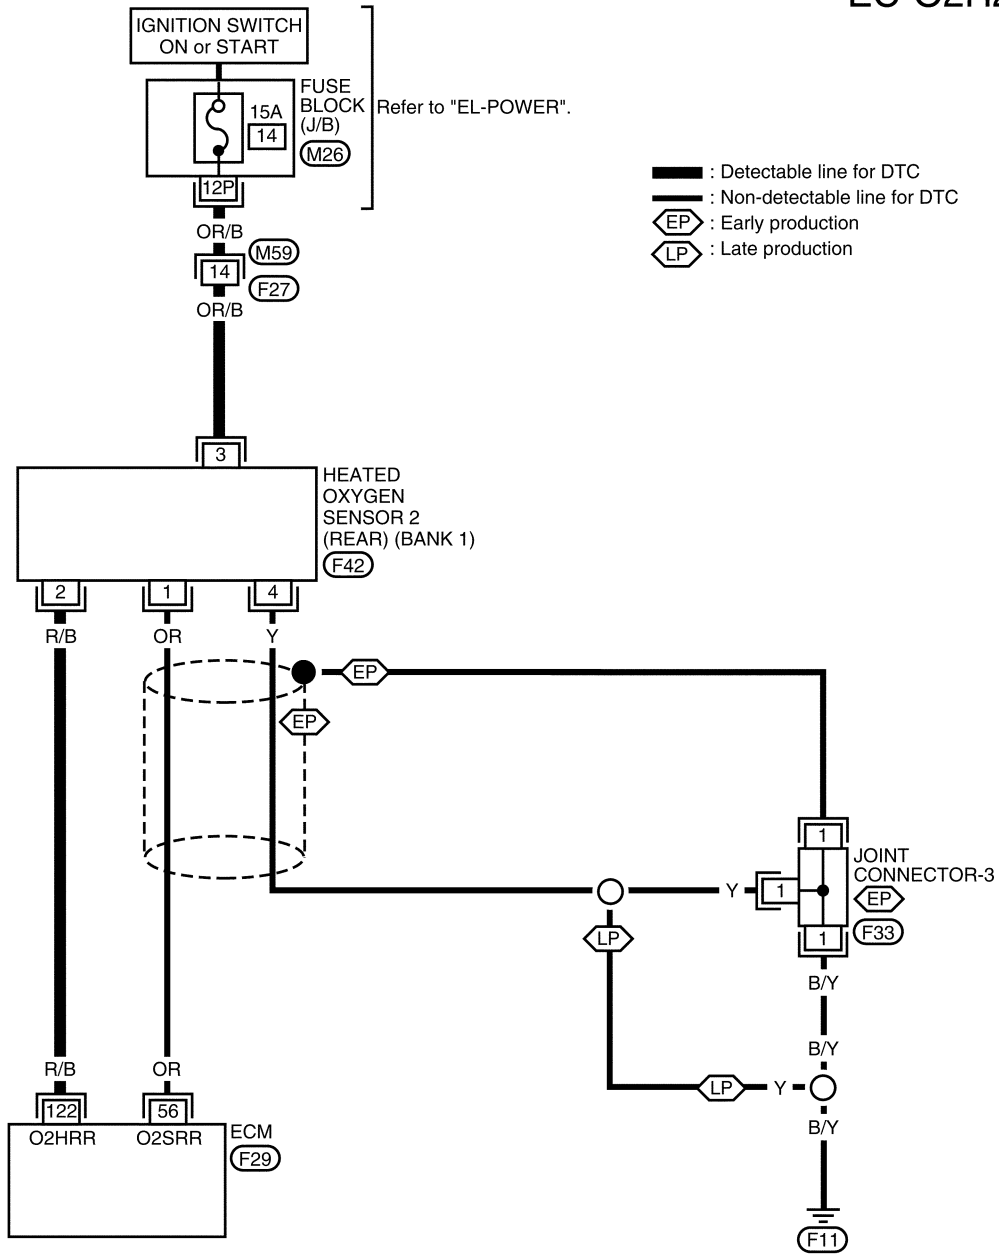 IGNITION SWITCH
ON or START
FUSE
BLOCK
(J/B)
15A
14
M26
Refer to "EL-POWER".
12P
OR/B
M59
14
F27
OR/B
: Detectable line for DTC
: Non-detectable line for DTC
EP : Early production
LP : Late production
3
HEATED
OXYGEN
SENSOR 2
(REAR) (BANK 1)
F42
2 1 4
R/B OR Y
EP
EP
1
JOINT
CONNECTOR-3
Y 1
EP
F33
1
LP
B/Y
B/Y
LP Y
B/Y
F11
R/B OR
122 56
O2HRR O2SRR
ECM
F29